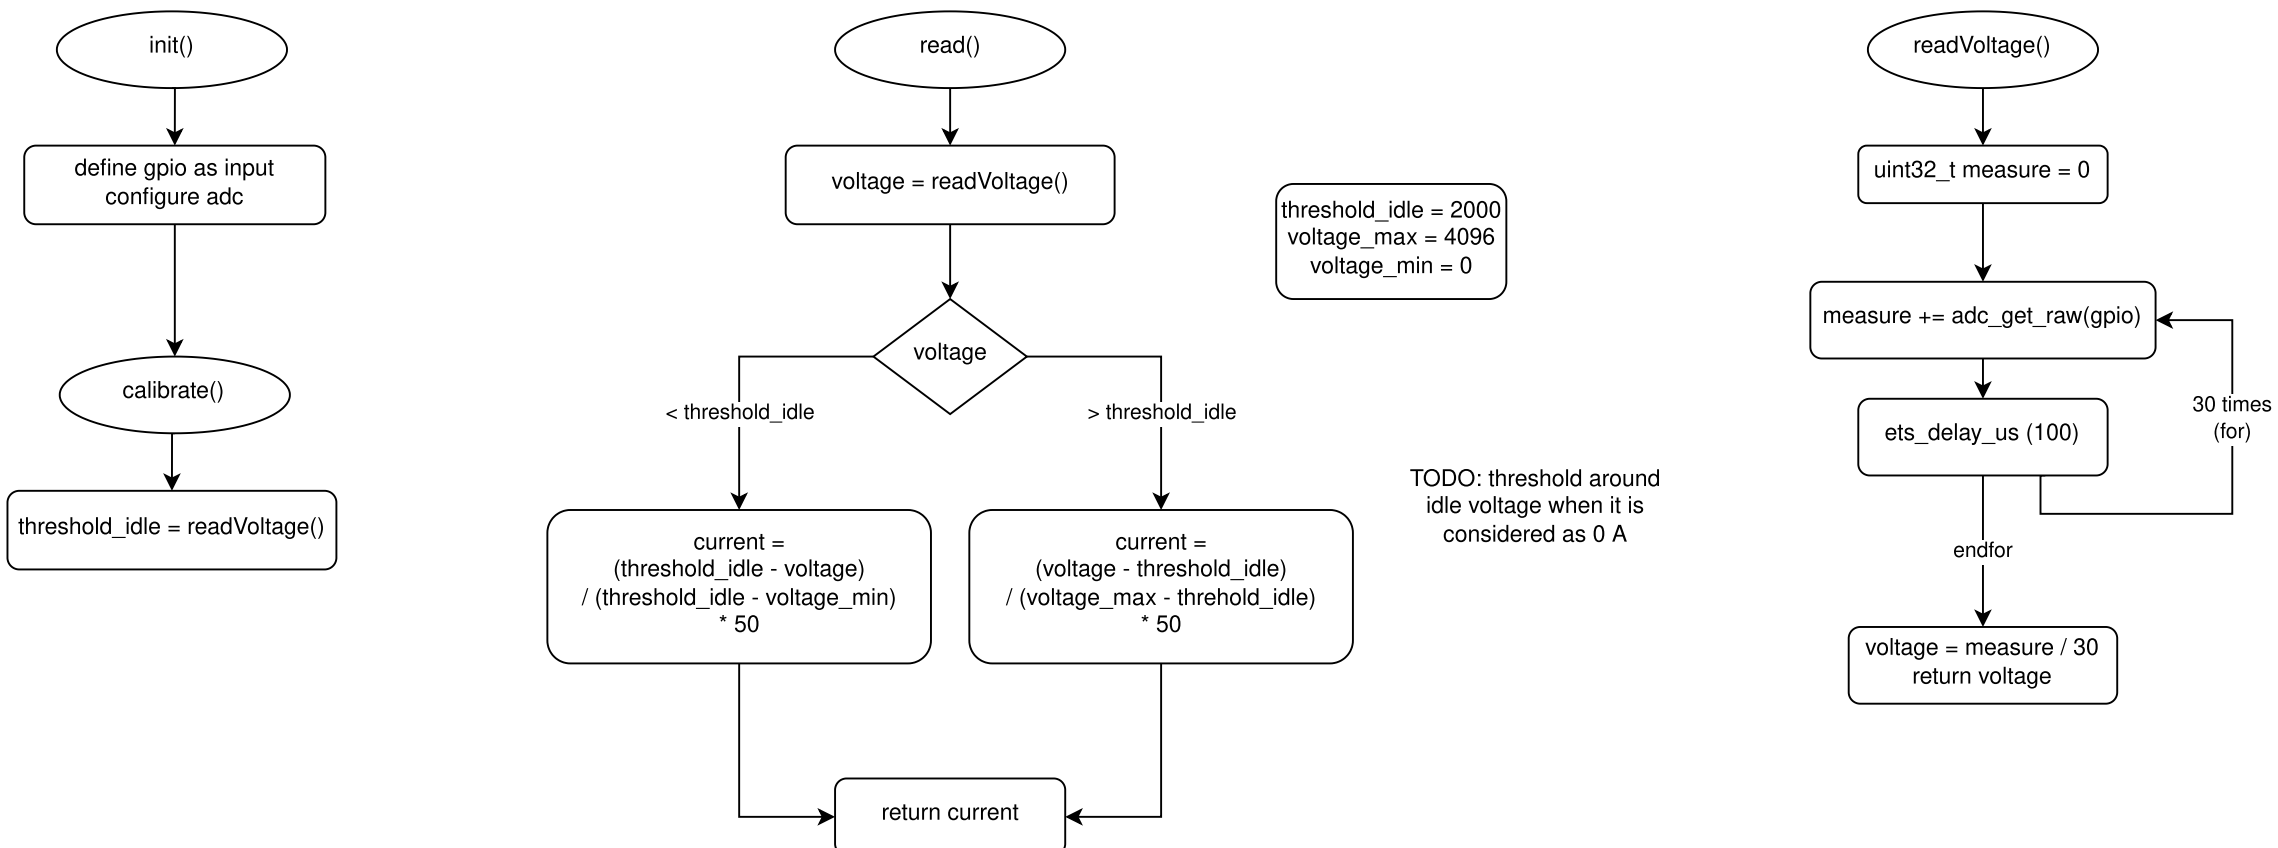 init()
define gpio as input
configure adc
calibrate()
threshold_idle = readVoltage()
read()
voltage = readVoltage()
voltage
< threshold_idle
> threshold_idle
current =
(threshold_idle - voltage)
/ (threshold_idle - voltage_min)
* 50
current =
(voltage - threshold_idle)
/ (voltage_max - threhold_idle)
* 50
return current
threshold_idle = 2000
voltage_max = 4096
voltage_min = 0
TODO: threshold around
idle voltage when it is
considered as 0 A
readVoltage()
uint32_t measure = 0
measure += adc_get_raw(gpio)
ets_delay_us (100)
30 times
(for)
endfor
voltage = measure / 30
return voltage